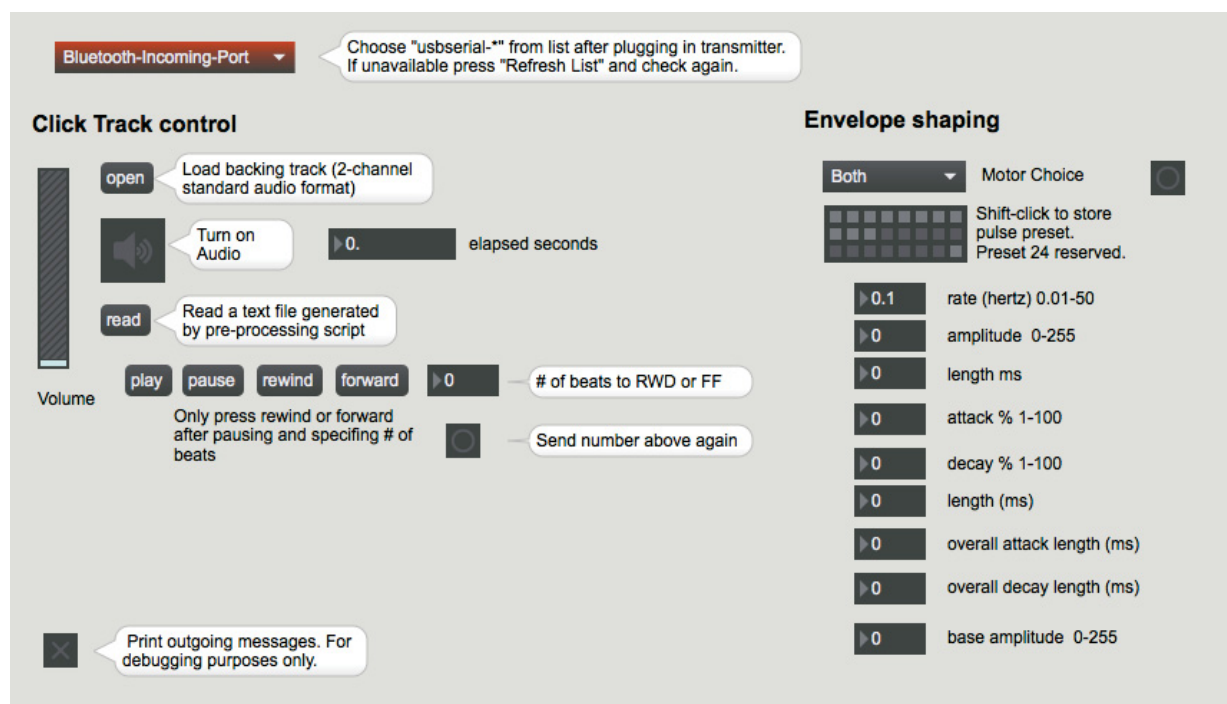 Bluetooth-Incoming-Port
Choose "usbserial-*" from list after plugging in transmitter.
If unavailable press "Refresh List" and check again.
Click Track control
open
Load backing track (2-channel
standard audio format)
Turn on
Audio
0.
elapsed seconds
read
Read a text file generated
by pre-processing script
play
pause
rewind
forward
0
# of beats to RWD or FF
Volume
Only press rewind or forward
after pausing and specifing # of
beats
Send number above again
Print outgoing messages. For
debugging purposes only.
Envelope shaping
Both
Motor Choice
Shift-click to store
pulse preset.
Preset 24 reserved.
0.1 rate (hertz) 0.01-50
0 amplitude 0-255
0 length ms
0 attack % 1-100
0 decay % 1-100
0 length (ms)
0 overall attack length (ms)
0 overall decay length (ms)
0 base amplitude 0-255